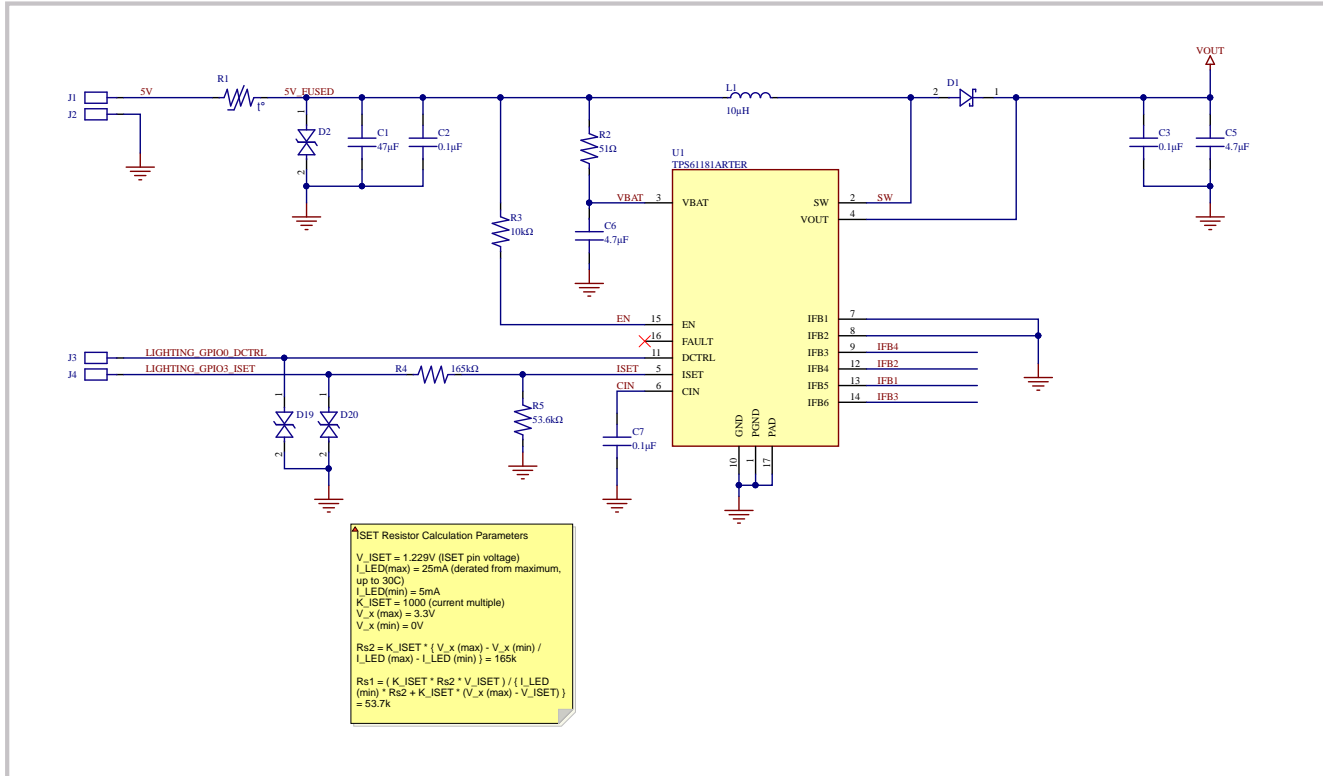 VOUT
R1
L1
D1
J1
5V
5V_FUSED
t°
10µH
2
1
J2
1
D2
2
C1
47µF
C2
0.1µF
R2
51Ω
C3
0.1µF
C5
4.7µF
U1
TPS61181ARTER
VBAT
3
VBAT
SW
2
SW
VOUT
4
R3
10kΩ
C6
4.7µF
EN
15
EN
IFB1
7
16
FAULT
IFB2
8
J3
LIGHTING_GPIO0_DCTRL
11
DCTRL
IFB3
9
IFB4
J4
LIGHTING_GPIO3_ISET
R4
165kΩ
ISET
5
ISET
IFB4
12
IFB2
CIN
6
CIN
IFB5
13
IFB1
IFB6
14
IFB3
1
D19
2
1
D20
2
R5
53.6kΩ
C7
0.1µF
GND
PGND
PAD
10
1
17
ISET Resistor Calculation Parameters
V_ISET = 1.229V (ISET pin voltage)
I_LED(max) = 25mA (derated from maximum,
up to 30C)
I_LED(min) = 5mA
K_ISET = 1000 (current multiple)
V_x (max) = 3.3V
V_x (min) = 0V
Rs2 = K_ISET * { V_x (max) - V_x (min) /
I_LED (max) - I_LED (min) } = 165k
Rs1 = ( K_ISET * Rs2 * V_ISET ) / { I_LED
(min) * Rs2 + K_ISET * (V_x (max) - V_ISET) }
= 53.7k